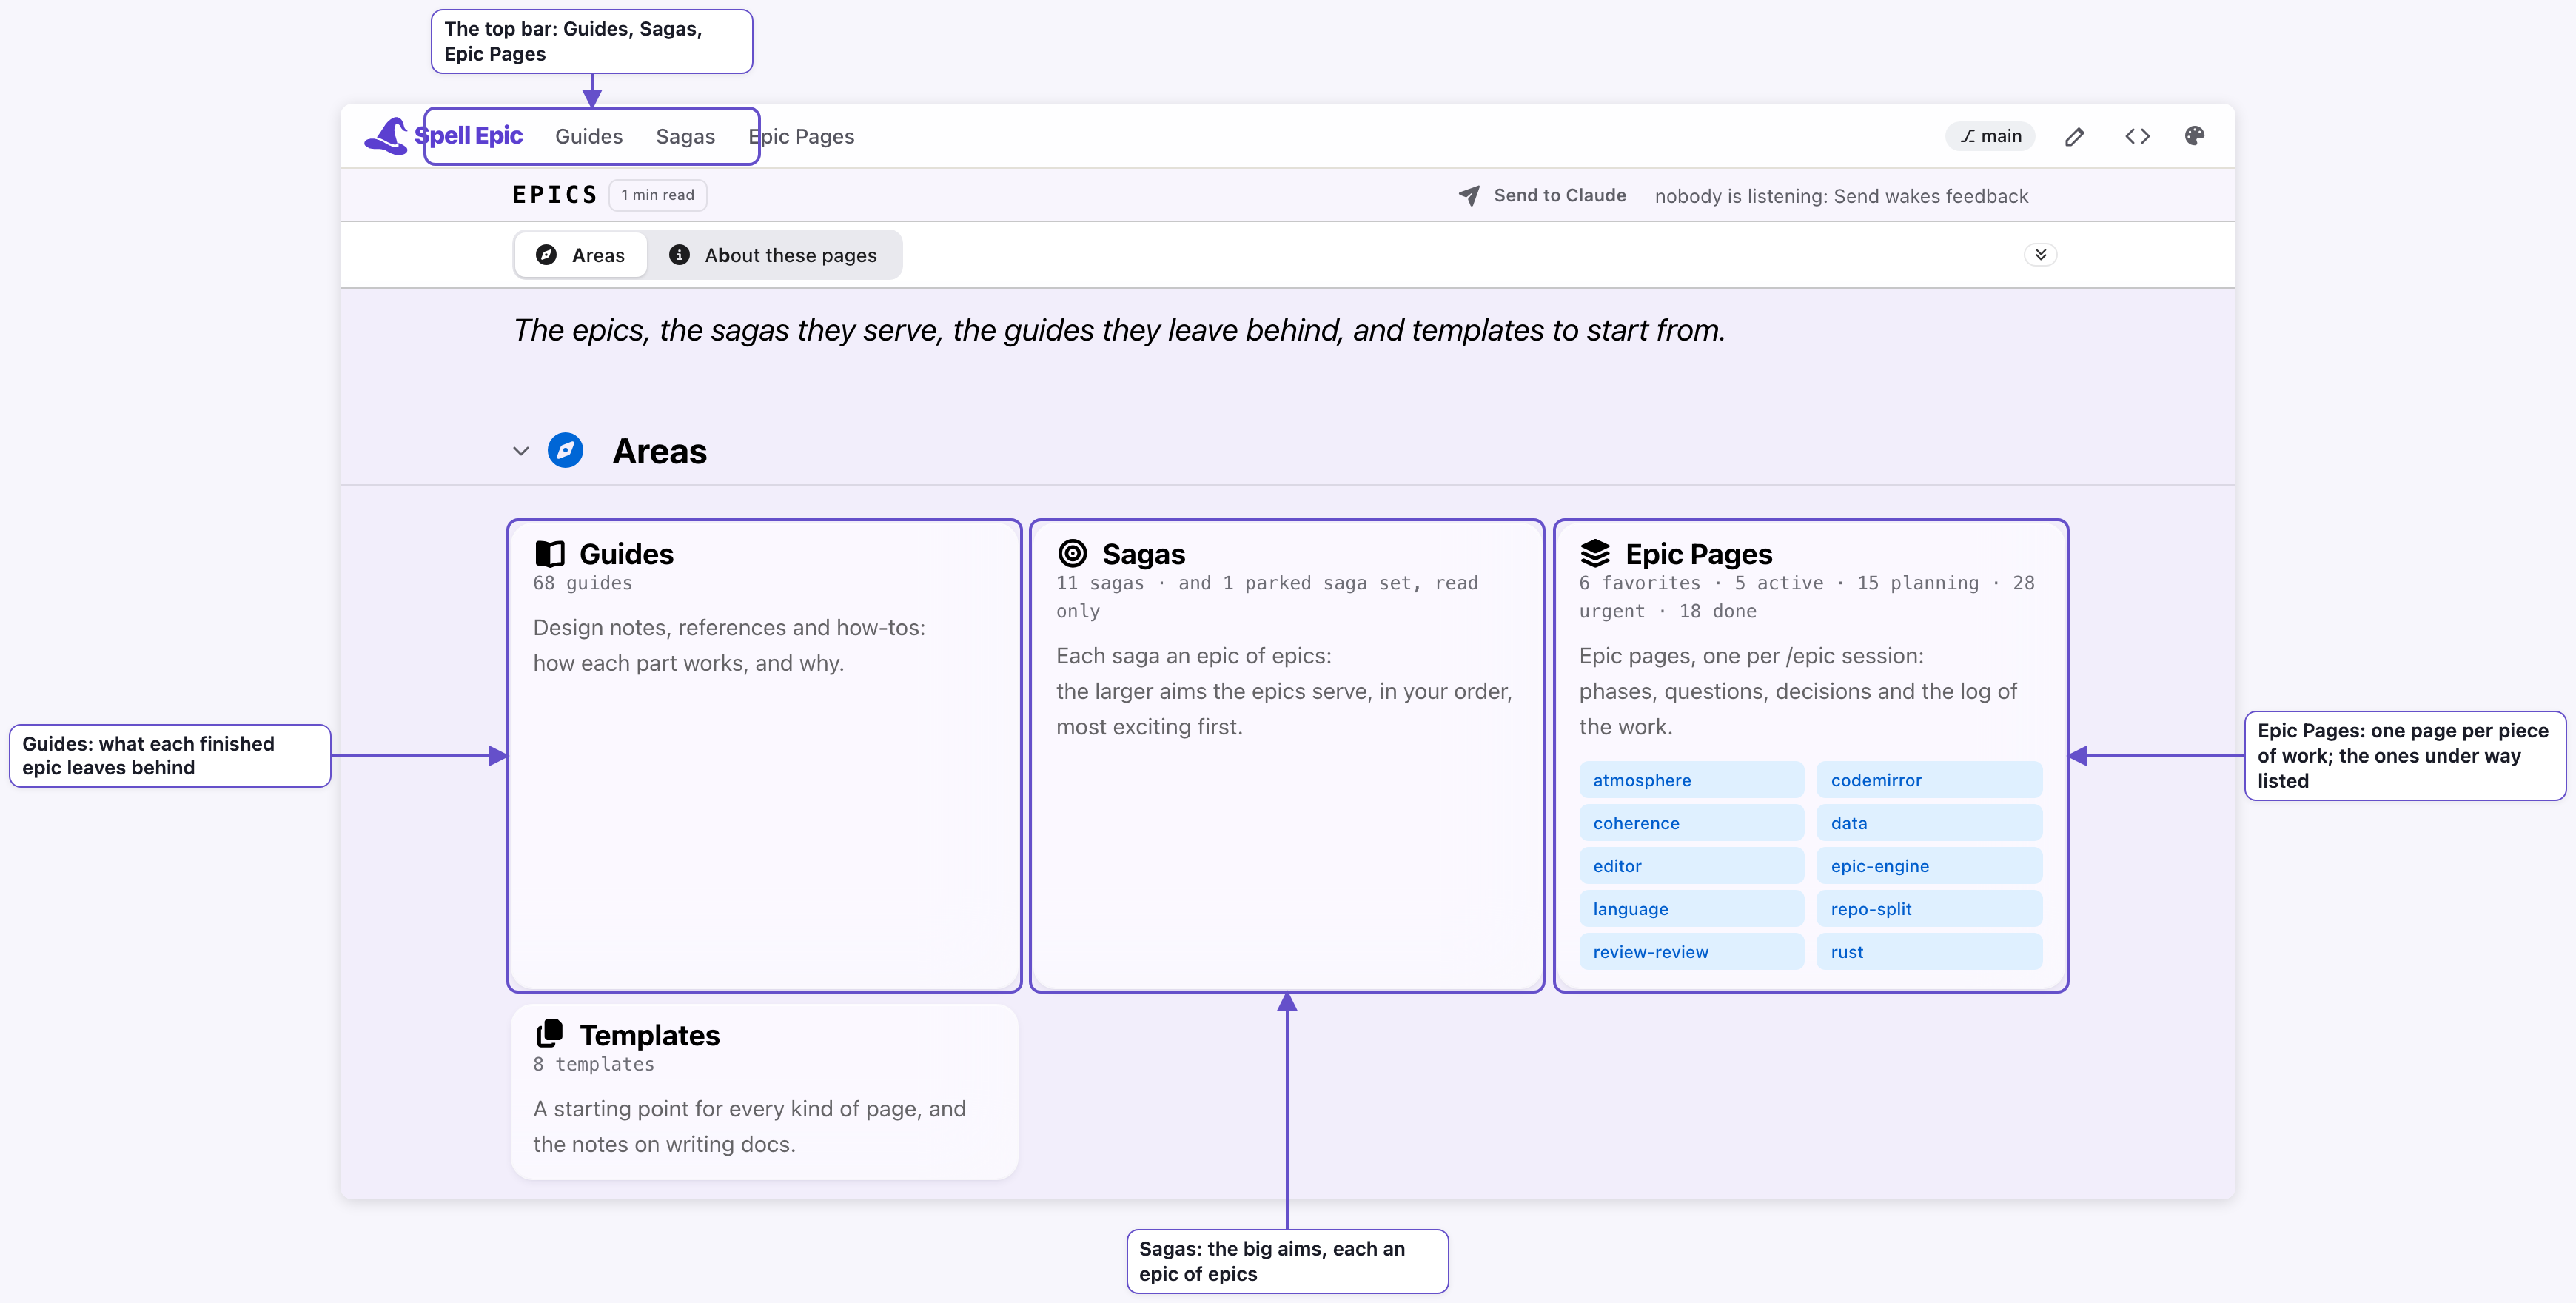 The top bar: Guides, Sagas,
Epic Pages
Spell Epic
Guides
Sagas
Epic Pages
main
EPICS
1 min read
Send to Claude
nobody is listening: Send wakes feedback
Areas
About these pages
The epics, the sagas they serve, the guides they leave behind, and templates to start from.
Areas
Guides
68 guides
Design notes, references and how-tos:
how each part works, and why.
Sagas
11 sagas · and 1 parked saga set, read
only
Each saga an epic of epics:
the larger aims the epics serve, in your order,
most exciting first.
Epic Pages
6 favorites · 5 active · 15 planning · 28
urgent · 18 done
Epic pages, one per /epic session:
phases, questions, decisions and the log of
the work.
atmosphere
codemirror
coherence
data
editor
epic-engine
language
repo-split
review-review
rust
Guides: what each finished
epic leaves behind
Epic Pages: one page per piece
of work; the ones under way
listed
Templates
8 templates
A starting point for every kind of page, and
the notes on writing docs.
Sagas: the big aims, each an
epic of epics